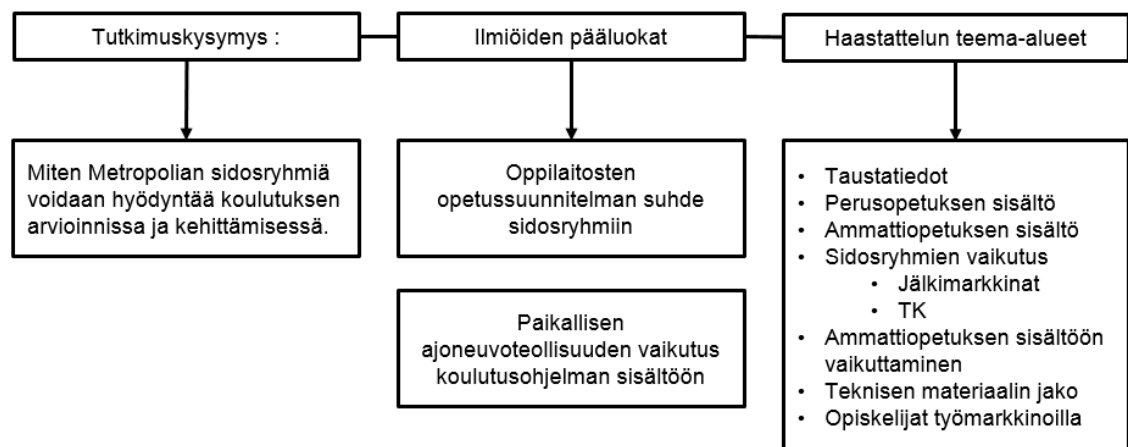 Tutkimuskysymys :
Ilmiöiden pääluokat
Haastattelun teema-alueet
Miten Metropolian sidosryhmiä
voidaan hyödyntää koulutuksen
arvioinnissa ja kehittämisessä.
Oppilaitosten
opetussuunnitelman suhde
sidosryhmiin
Paikallisen
ajoneuvoteollisuuden vaikutus
koulutusohjelman sisältöön
• Taustatiedot
• Perusopetuksen sisältö
• Ammattiopetuksen sisältö
• Sidosryhmien vaikutus
• Jälkimarkkinat
• TK
• Ammattiopetuksen sisältöön
vaikuttaminen
• Teknisen materiaalin jako
• Opiskelijat työmarkkinoilla